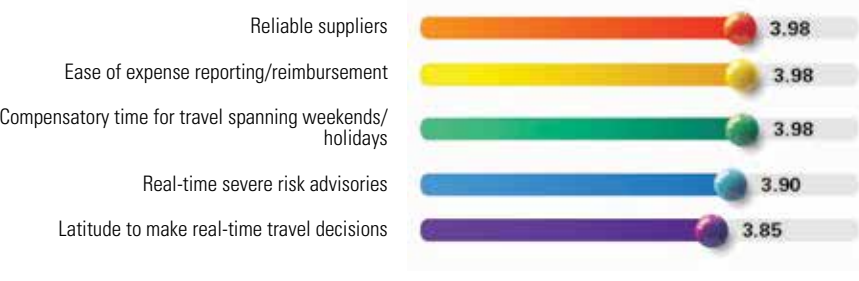 Reliable suppliers
3.98
Ease of expense reporting/reimbursement
3.98
Compensatory time for travel spanning weekends/
holidays
3.98
Real-time severe risk advisories
3.90
Latitude to make real-time travel decisions
3.85